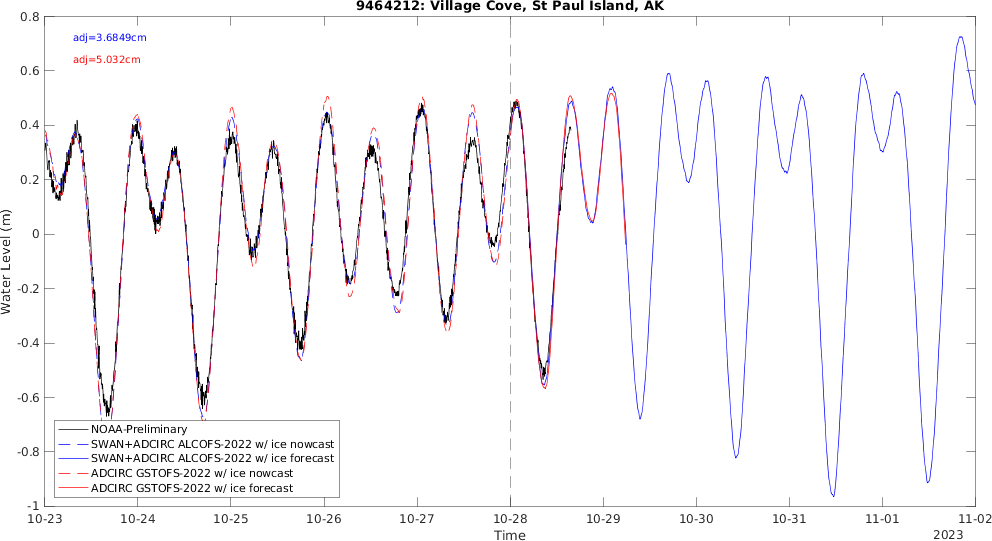 9464212: Village Cove, St Paul Island, AK
adj=3.6849cm
adj=5.032cm
Water Level (m)
0.8
0.6
0.4
0.2
0
-0.2
-0.4
-0.6
-0.8
-1
NOAA-Preliminary
SWAN+ADCIRC ALCOFS-2022 w/ ice nowcast
SWAN+ADCIRC ALCOFS-2022 w/ ice forecast
ADCIRC GSTOFS-2022 w/ ice nowcast
ADCIRC GSTOFS-2022 w/ ice forecast
10-23 10-24 10-25 10-26 10-27 10-28 10-29 10-30 10-31 11-01 11-02
Time
2023